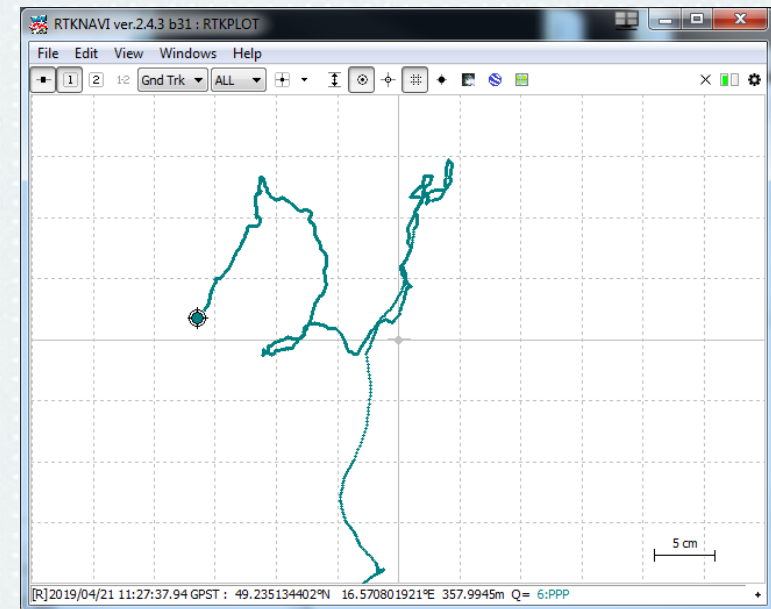 RTKNAVI ver.2.4.3 b31 : RTKPLOT
File Edit View Windows Help
1 2 1-2 Gnd Trk ALL
5 cm
[R]2019/04/21 11:27:37.94 GPST : 49.235134402°N 16.570801921°E 357.9945m Q= 6:PPP